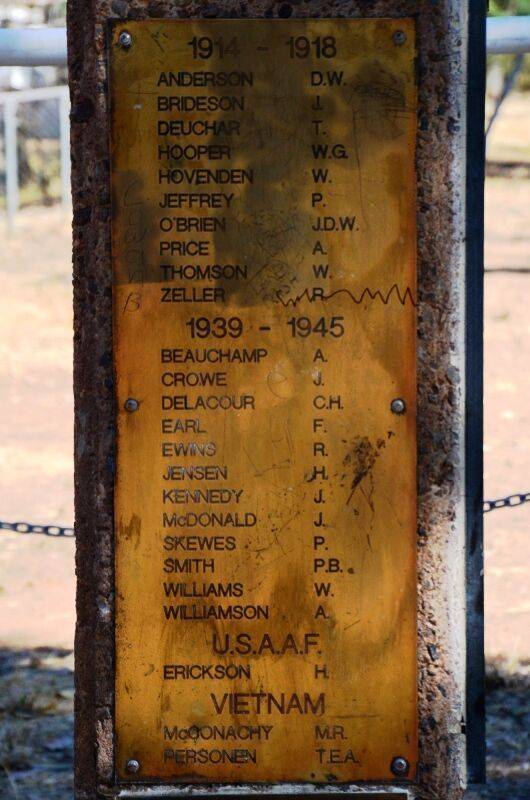 1914 - 1918
ANDERSON D.W.
BRIDESON J.
DEUCHAR T.
HOOPER W.G.
HOVENDEN W.
JEFFREY P.
O'BRIEN J.D.W.
PRICE A.
THOMSON W.
ZELLER R.
1939 - 1945
BEAUCHAMP A.
CROWE J.
DELACOUR C.H.
EARL F.
EWINS R.
JENSEN H.
KENNEDY J.
McDONALD J.
SKEWES P.
SMITH P.B.
WILLIAMS W.
WILLIAMSON A.
U.S.A.A.F.
ERICKSON H.
VIETNAM
McCONACHY M.R.
PERSONEN T.E.A.